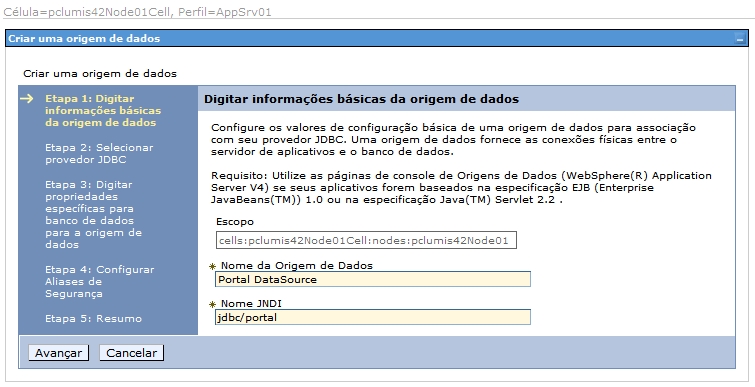 Célula=pclumis42Node01Cell, Perfil=AppSrv01
Criar uma origem de dados
Criar uma origem de dados
Etapa 1: Digitar
informações básicas
da origem de dados
Etapa 2: Selecionar
provedor JDBC
Etapa 3: Digitar
propriedades
específicas para
banco de dados
para a origem de
dados
Etapa 4: Configurar
Aliases de
Segurança
Etapa 5: Resumo
Digitar informações básicas da origem de dados
Configure os valores de configuração básica de uma origem de dados para associação
com seu provedor JDBC. Uma origem de dados fornece as conexões físicas entre o
servidor de aplicativos e o banco de dados.
Requisito: Utilize as páginas de console de Origens de Dados (WebSphere(R) Application
Server V4) se seus aplicativos forem baseados na especificação EJB (Enterprise
JavaBeans(TM)) 1.0 ou na especificação Java(TM) Servlet 2.2 .
Escopo
cells:pclumis42Node01Cell:nodes:pclumis42Node01
* Nome da Origem de Dados
Portal DataSource
* Nome JNDI
jdbc/portal
Avançar Cancelar